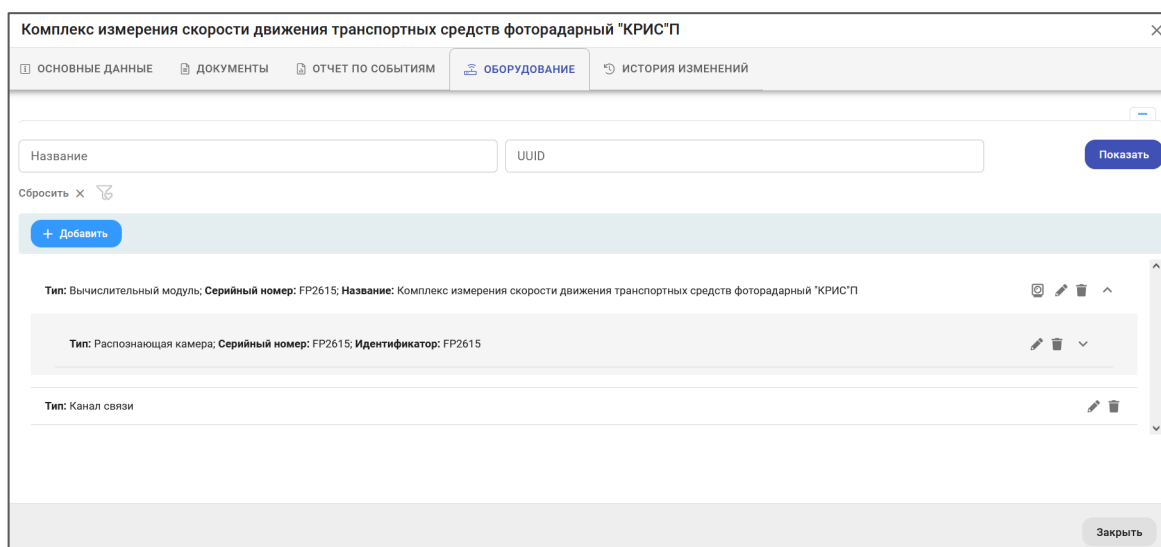 Комплекс измерения скорости движения транспортных средств фоторадарный "КРИС"П
ОСНОВНЫЕ ДАННЫЕ ДОКУМЕНТЫ ОТЧЕТ ПО СОБЫТИЯМ ОБОРУДОВАНИЕ ИСТОРИЯ ИЗМЕНЕНИЙ
Название UUID Показать
Сбросить
+ Добавить
Тип: Вычислительный модуль; Серийный номер: FP2615; Название: Комплекс измерения скорости движения транспортных средств фоторадарный "КРИС"П
Тип: Распознающая камера; Серийный номер: FP2615; Идентификатор: FP2615
Тип: Канал связи
Закрыть